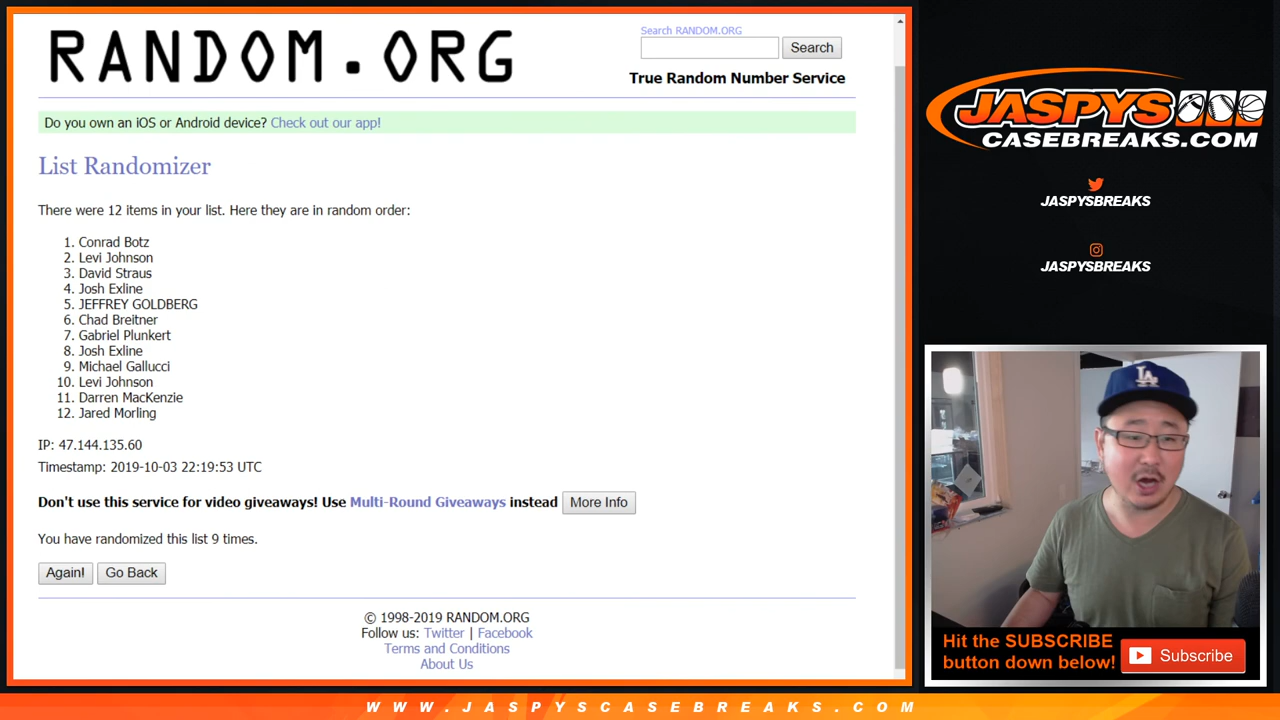 RANDOM.ORG
Search RANDOM.ORG
Search
True Random Number Service
Do you own an iOS or Android device? Check out our app!
List Randomizer
There were 12 items in your list. Here they are in random order:
1. Conrad Botz
2. Levi Johnson
3. David Straus
4. Josh Exline
5. JEFFREY GOLDBERG
6. Chad Breitner
7. Gabriel Plunkert
8. Josh Exline
9. Michael Gallucci
10. Levi Johnson
11. Darren MacKenzie
12. Jared Morling
IP: 47.144.135.60
Timestamp: 2019-10-03 22:19:53 UTC
Don't use this service for video giveaways! Use Multi-Round Giveaways instead More Info
You have randomized this list 9 times.
Again! Go Back
© 1998-2019 RANDOM.ORG
Follow us: Twitter | Facebook
Terms and Conditions
About Us
JASPYS
CASEBREAKS.COM
JASPYSBREAKS
JASPYSBREAKS
LA
Hit the SUBSCRIBE
button down below!
Subscribe
WWW.JASPYSCASEBREAKS.COM